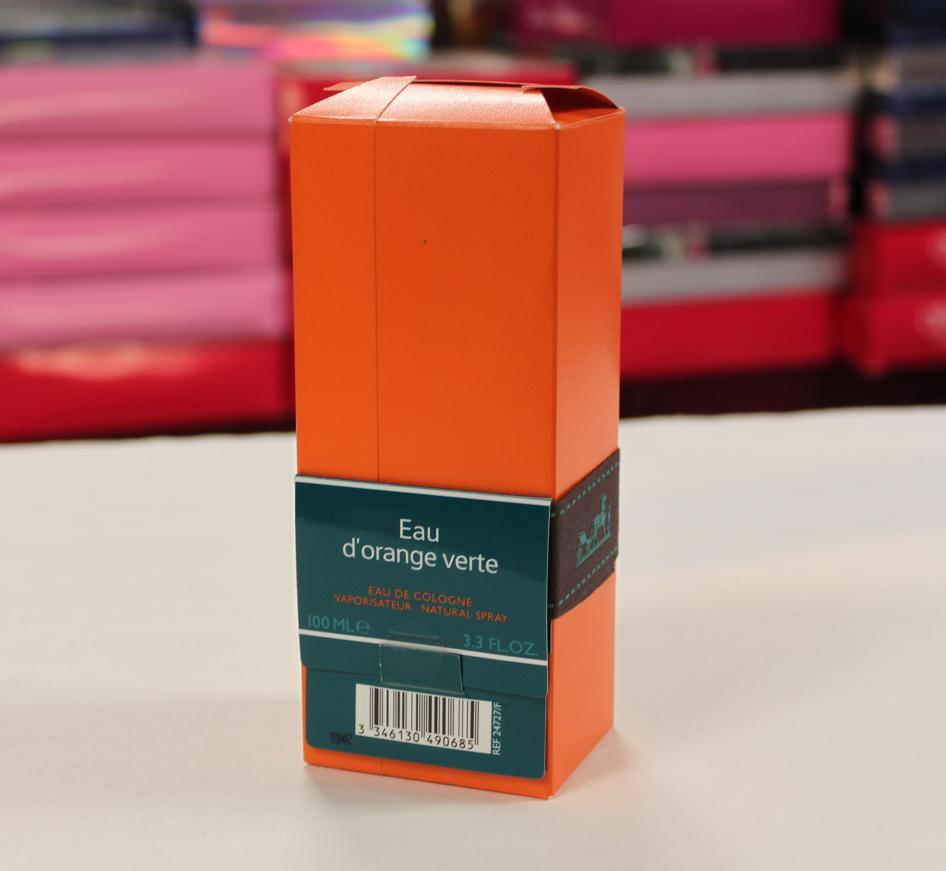 Eau
d'orange verte
EAU DE COLOGNE
VAPORISATEUR NATURAL SPRAY
100 ML℮
3.3 FL.OZ.
3 346130 490685
REF 24727/F